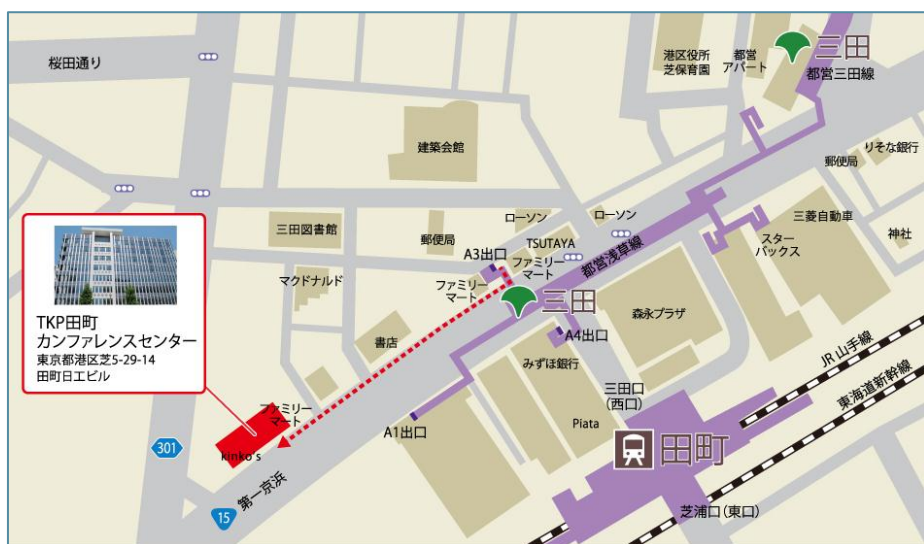 桜田通り
港区役所
芝保育園
都営
アパート
三田
都営三田線
建築会館
りそな銀行
郵便局
三田図書館
郵便局
ローソン
ローソン
三菱自動車
神社
スター
バックス
TSUTAYA
ファミリー
マート
A3出口
都営浅草線
マクドナルド
ファミリー
マート
三田
森永プラザ
A4出口
書店
みずほ銀行
三田口
(西口)
JR山手線
東海道新幹線
TKP田町
カンファレンスセンター
東京都港区芝5-29-14
田町日工ビル
ファミリー
マート
kinko's
A1出口
Piata
田町
301
第一京浜
15
芝浦口(東口)